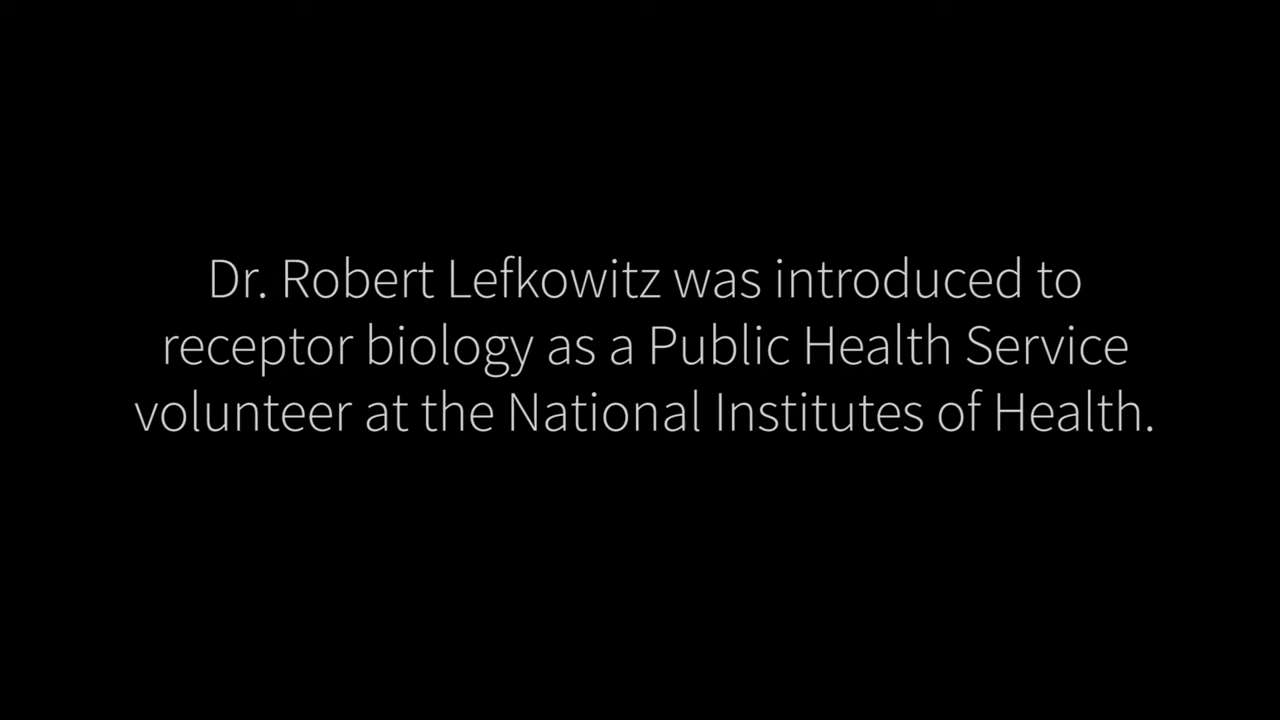 Dr. Robert Lefkowitz was introduced to
receptor biology as a Public Health Service
volunteer at the National Institutes of Health.